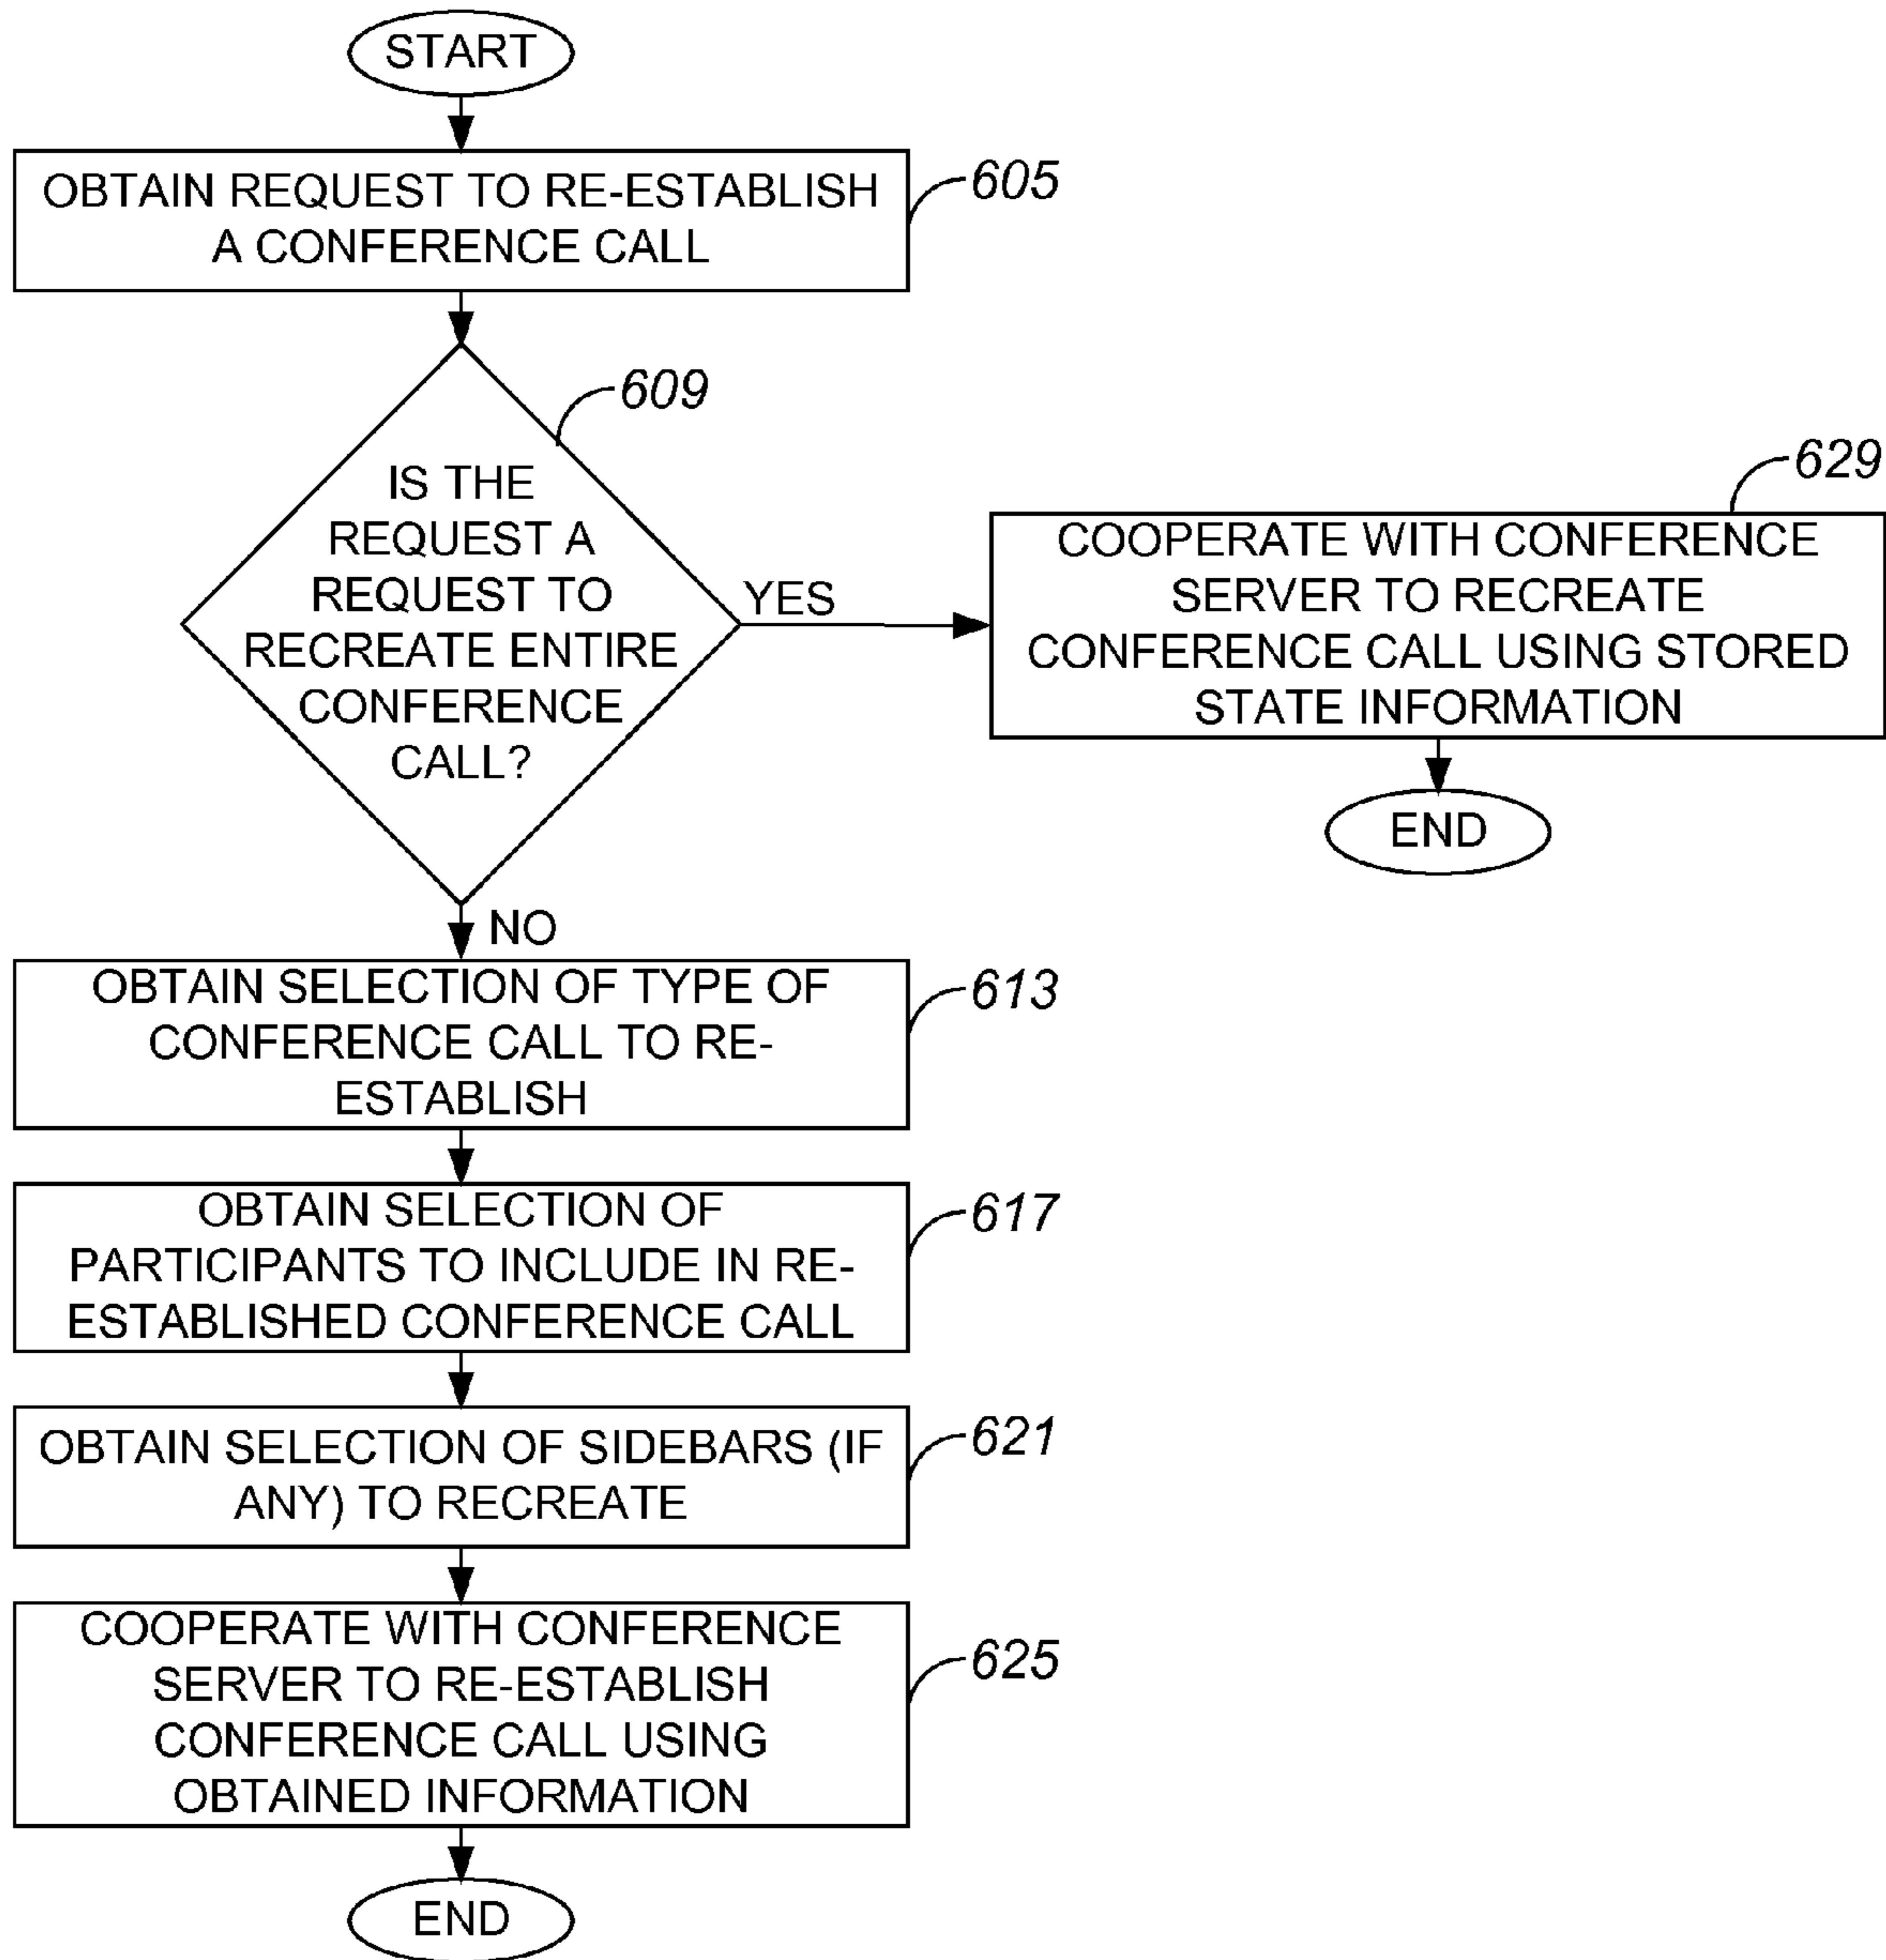 START
OBTAIN REQUEST TO RE-ESTABLISH
A CONFERENCE CALL
605
609
IS THE
REQUEST A
REQUEST TO
RECREATE ENTIRE
CONFERENCE
CALL?
YES
629
COOPERATE WITH CONFERENCE
SERVER TO RECREATE
CONFERENCE CALL USING STORED
STATE INFORMATION
END
NO
OBTAIN SELECTION OF TYPE OF
CONFERENCE CALL TO RE-
ESTABLISH
613
OBTAIN SELECTION OF
PARTICIPANTS TO INCLUDE IN RE-
ESTABLISHED CONFERENCE CALL
617
OBTAIN SELECTION OF SIDEBARS (IF
ANY) TO RECREATE
621
COOPERATE WITH CONFERENCE
SERVER TO RE-ESTABLISH
CONFERENCE CALL USING
OBTAINED INFORMATION
625
END